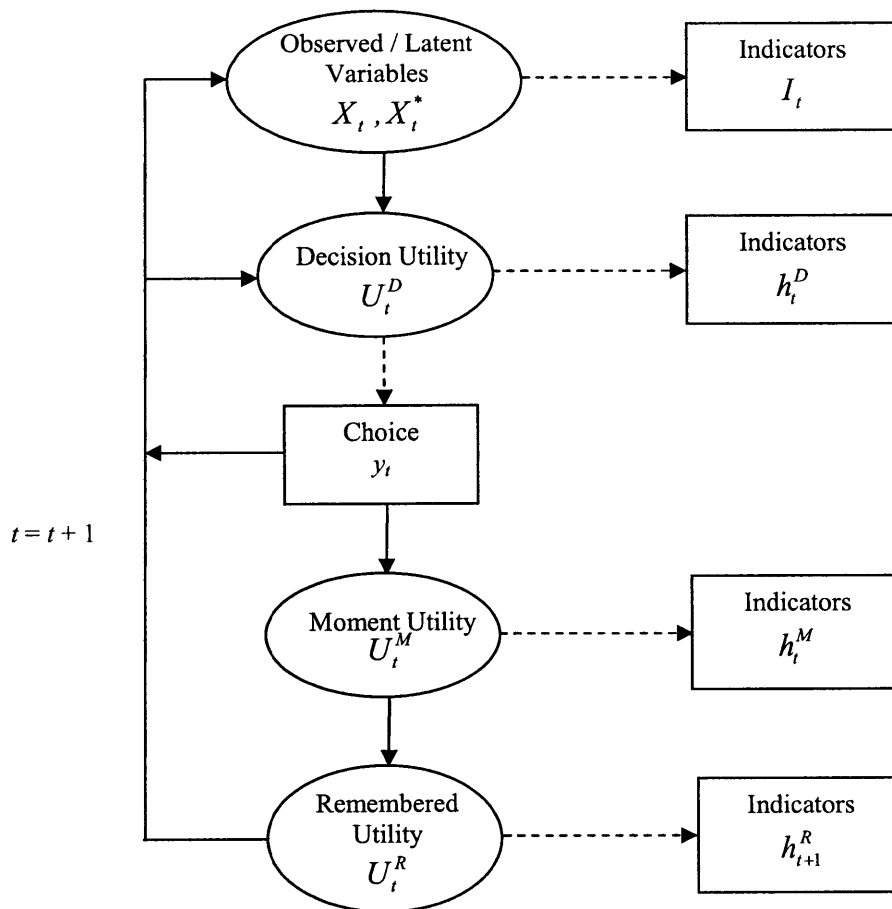 Observed / Latent
Variables
X_t , X_t^*
Indicators
I_t
Decision Utility
U_t^D
Indicators
h_t^D
Choice
y_t
t = t + 1
Moment Utility
U_t^M
Indicators
h_t^M
Remembered
Utility
U_t^R
Indicators
h_{t+1}^R